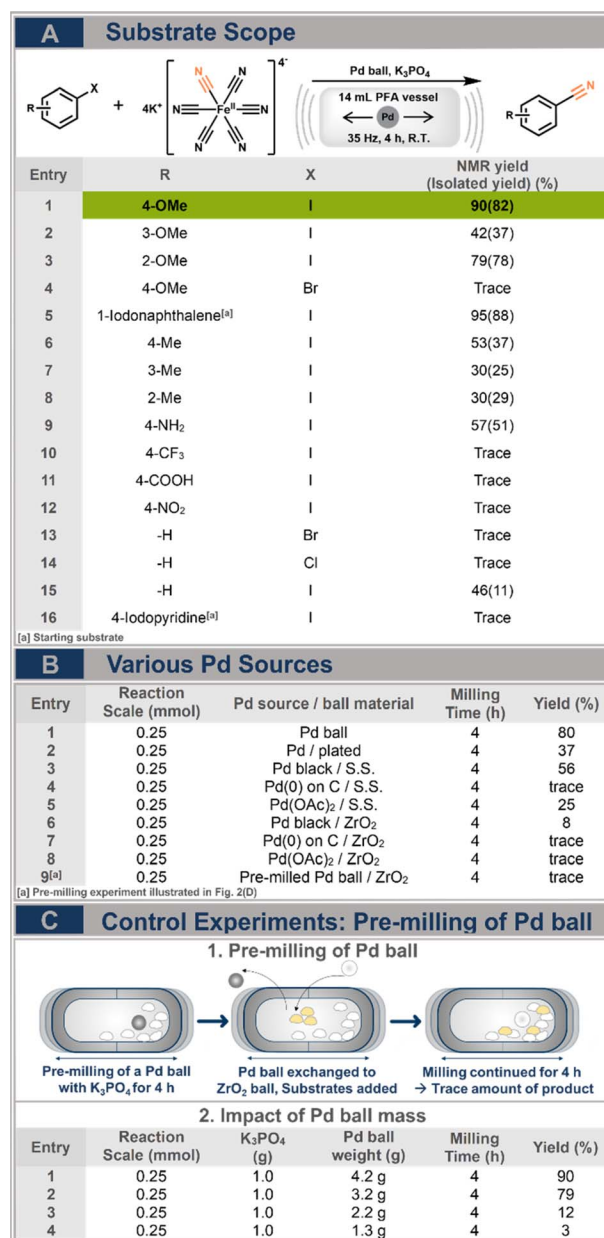 A Substrate Scope
R
X
+
4K⁺
N N N N N N
Fe^II
4-
Pd ball, K₃PO₄
14 mL PFA vessel
Pd
35 Hz, 4 h, R.T.
R
N
Entry R X NMR yield (Isolated yield) (%)
1 4-OMe I 90(82)
2 3-OMe I 42(37)
3 2-OMe I 79(78)
4 4-OMe Br Trace
5 1-Iodonaphthalene[a] I 95(88)
6 4-Me I 53(37)
7 3-Me I 30(25)
8 2-Me I 30(29)
9 4-NH₂ I 57(51)
10 4-CF₃ I Trace
11 4-COOH I Trace
12 4-NO₂ I Trace
13 -H Br Trace
14 -H Cl Trace
15 -H I 46(11)
16 4-Iodopyridine[a] I Trace
[a] Starting substrate
B Various Pd Sources
Entry Reaction Scale (mmol) Pd source / ball material Milling Time (h) Yield (%)
1 0.25 Pd ball 4 80
2 0.25 Pd / plated 4 37
3 0.25 Pd black / S.S. 4 56
4 0.25 Pd(0) on C / S.S. 4 trace
5 0.25 Pd(OAc)₂ / S.S. 4 25
6 0.25 Pd black / ZrO₂ 4 8
7 0.25 Pd(0) on C / ZrO₂ 4 trace
8 0.25 Pd(OAc)₂ / ZrO₂ 4 trace
9[a] 0.25 Pre-milled Pd ball / ZrO₂ 4 trace
[a] Pre-milling experiment illustrated in Fig. 2(D)
C Control Experiments: Pre-milling of Pd ball
1. Pre-milling of Pd ball
Pre-milling of a Pd ball
with K₃PO₄ for 4 h
Pd ball exchanged to
ZrO₂ ball, Substrates added
Milling continued for 4 h
→ Trace amount of product
2. Impact of Pd ball mass
Entry Reaction Scale (mmol) K₃PO₄ (g) Pd ball weight (g) Milling Time (h) Yield (%)
1 0.25 1.0 4.2 g 4 90
2 0.25 1.0 3.2 g 4 79
3 0.25 1.0 2.2 g 4 12
4 0.25 1.0 1.3 g 4 3